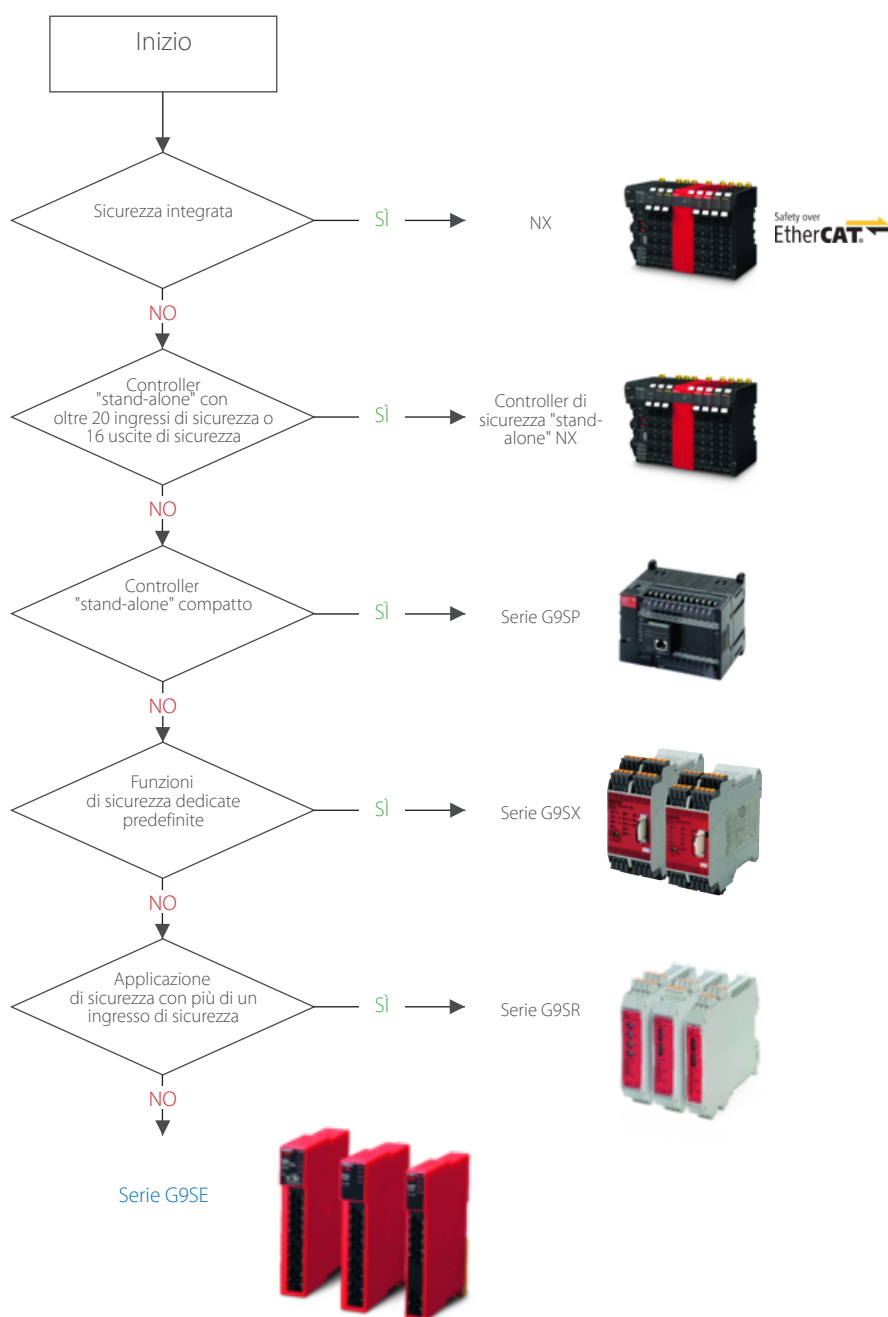 Inizio
Sicurezza integrata
SÌ
NX
Safety over
EtherCAT®
NO
Controller
"stand-alone" con
oltre 20 ingressi di sicurezza o
16 uscite di sicurezza
SÌ
Controller di
sicurezza "stand-
alone" NX
NO
Controller
"stand-alone" compatto
SÌ
Serie G9SP
NO
Funzioni
di sicurezza dedicate
predefinite
SÌ
Serie G9SX
NO
Applicazione
di sicurezza con più di un
ingresso di sicurezza
SÌ
Serie G9SR
NO
Serie G9SE